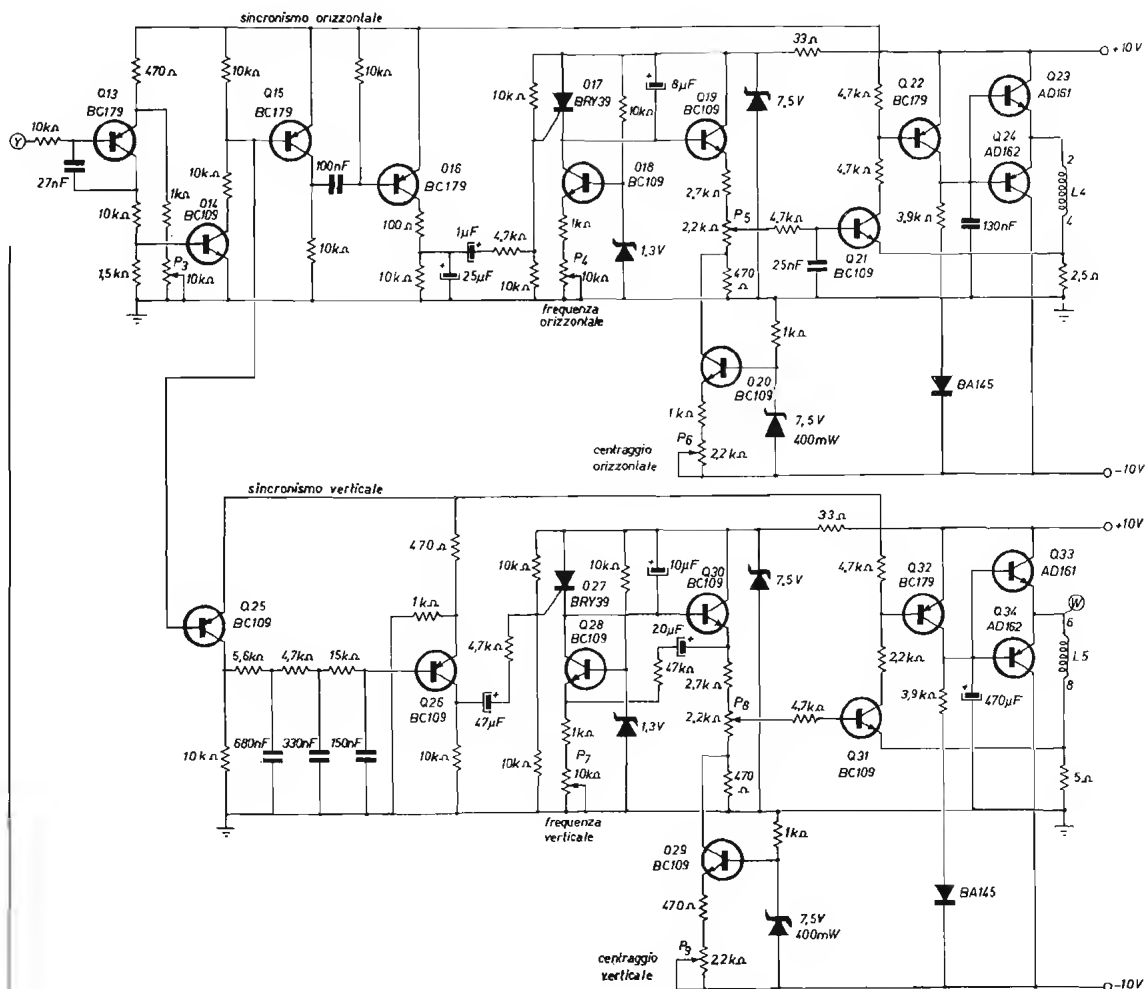 sincronismo orizzontale
33Ω
+10V
470Ω
10kΩ
Q13
BC179
Q15
BC179
10kΩ
10kΩ
Q17
BRY39
8μF
10kΩ
Q19
BC109
7,5V
4,7kΩ
Q22
BC179
Q23
AD161
Y
10kΩ
27nF
100nF
Q16
BC179
Q18
BC109
Q24
AD162
2
L4
4
1kΩ
10kΩ
Q14
BC109
10kΩ
2,7kΩ
4,7kΩ
3,9kΩ
130nF
100Ω
1μF
4,7kΩ
1kΩ
P5
2,2kΩ
4,7kΩ
Q21
BC109
25nF
1,5kΩ
P3
10kΩ
10kΩ
10kΩ
25μF
10kΩ
P4
10kΩ
1,3V
470Ω
2,5Ω
frequenza
orizzontale
1kΩ
Q20
BC109
1kΩ
7,5V
400mW
BA145
P6
2,2kΩ
centraggio
orizzontale
-10V
sincronismo verticale
33Ω
+10V
470Ω
10kΩ
Q27
BRY39
10kΩ
10μF
Q30
BC109
7,5V
4,7kΩ
Q32
BC179
Q33
AD161
Q25
BC109
1kΩ
Q28
BC109
20μF
Q34
AD162
W
6
L5
8
5,6kΩ
4,7kΩ
15kΩ
4,7kΩ
47kΩ
2,7kΩ
2,2kΩ
3,9kΩ
470μF
Q26
BC109
47μF
P8
2,2kΩ
4,7kΩ
Q31
BC109
10kΩ
680nF
330nF
150nF
10kΩ
10kΩ
1kΩ
P7
10kΩ
1,3V
470
Ω
5Ω
frequenza
verticale
1kΩ
Q29
BC109
470Ω
7,5V
400mW
BA145
P9
2,2kΩ
centraggio
verticale
-10V